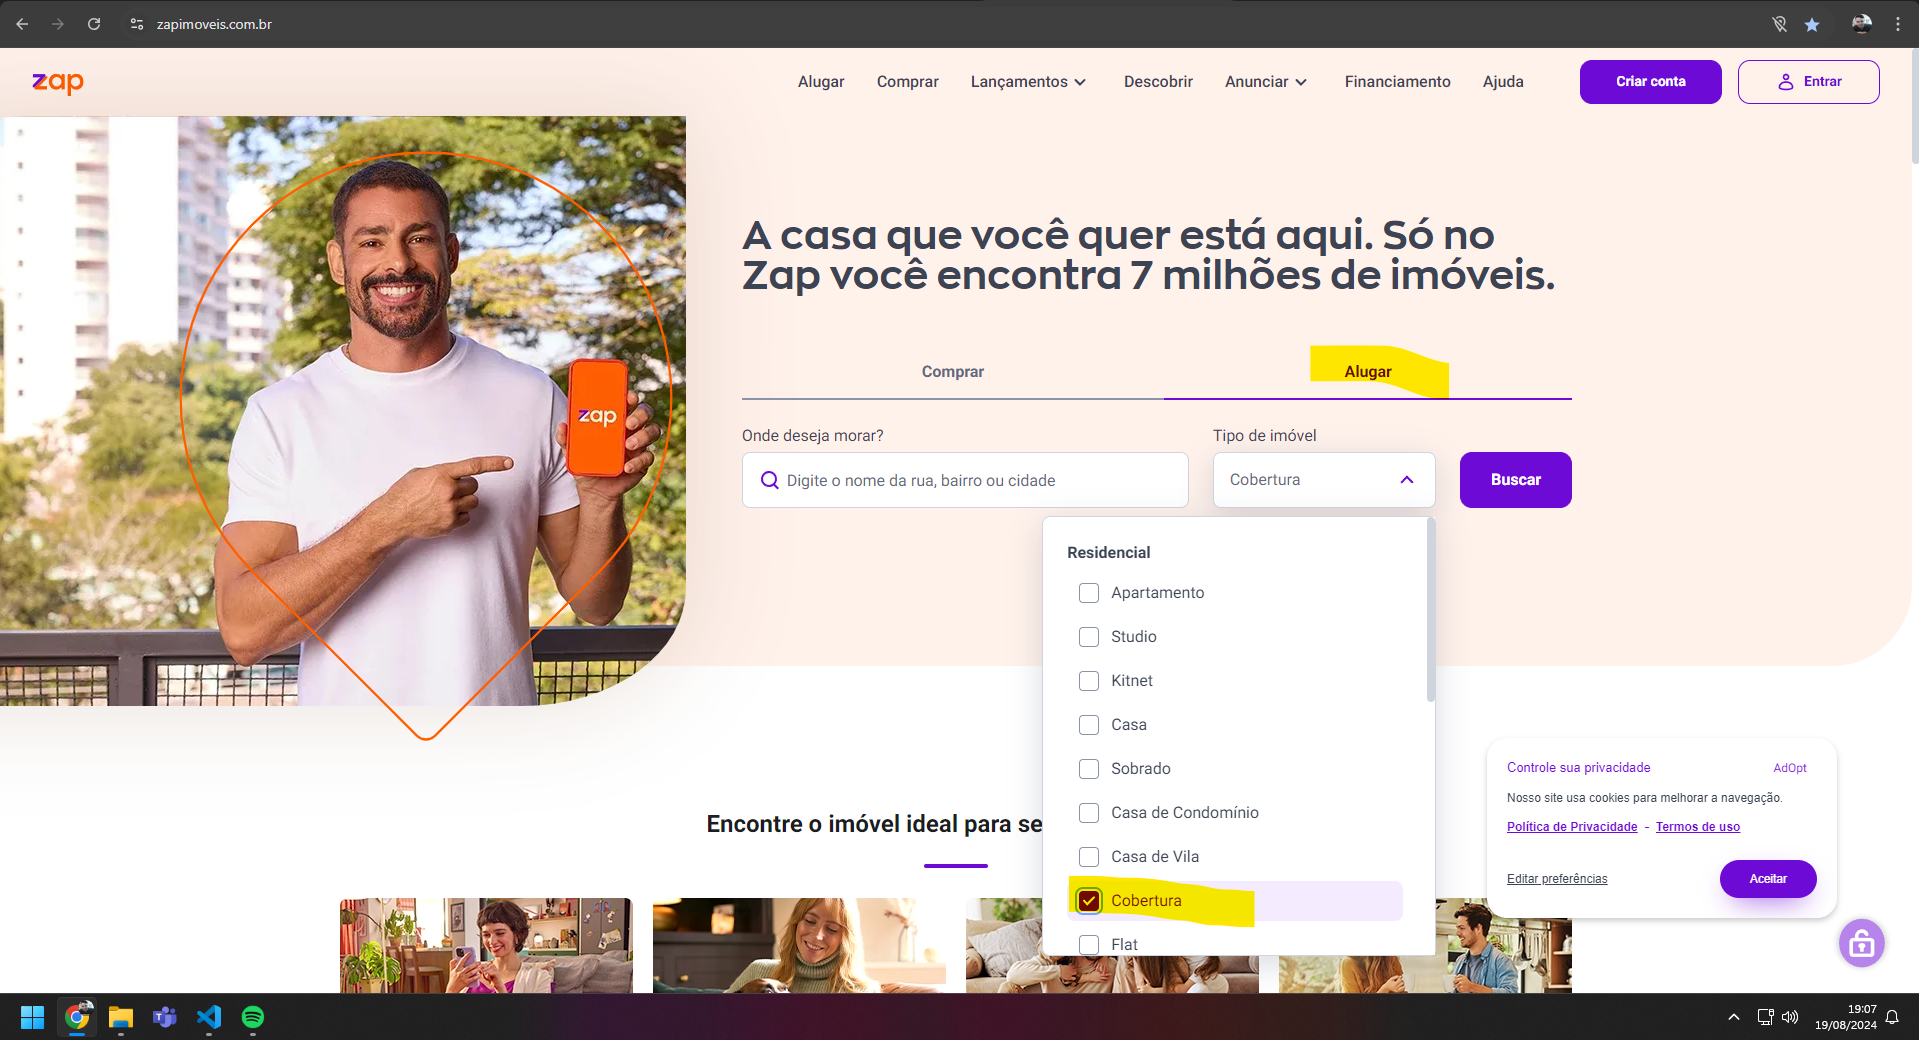 zapimoveis.com.br
zap
Alugar
Comprar
Lançamentos
Descobrir
Anunciar
Financiamento
Ajuda
Criar conta
Entrar
zap
A casa que você quer está aqui. Só no
Zap você encontra 7 milhões de imóveis.
Comprar
Alugar
Onde deseja morar?
Tipo de imóvel
Digite o nome da rua, bairro ou cidade
Cobertura
Buscar
Residencial
Apartamento
Studio
Kitnet
Casa
Sobrado
Casa de Condomínio
Casa de Vila
Cobertura
Flat
Encontre o imóvel ideal para se
Controle sua privacidade
AdOpt
Nosso site usa cookies para melhorar a navegação.
Política de Privacidade - Termos de uso
Editar preferências
Aceitar
19:07
19/08/2024